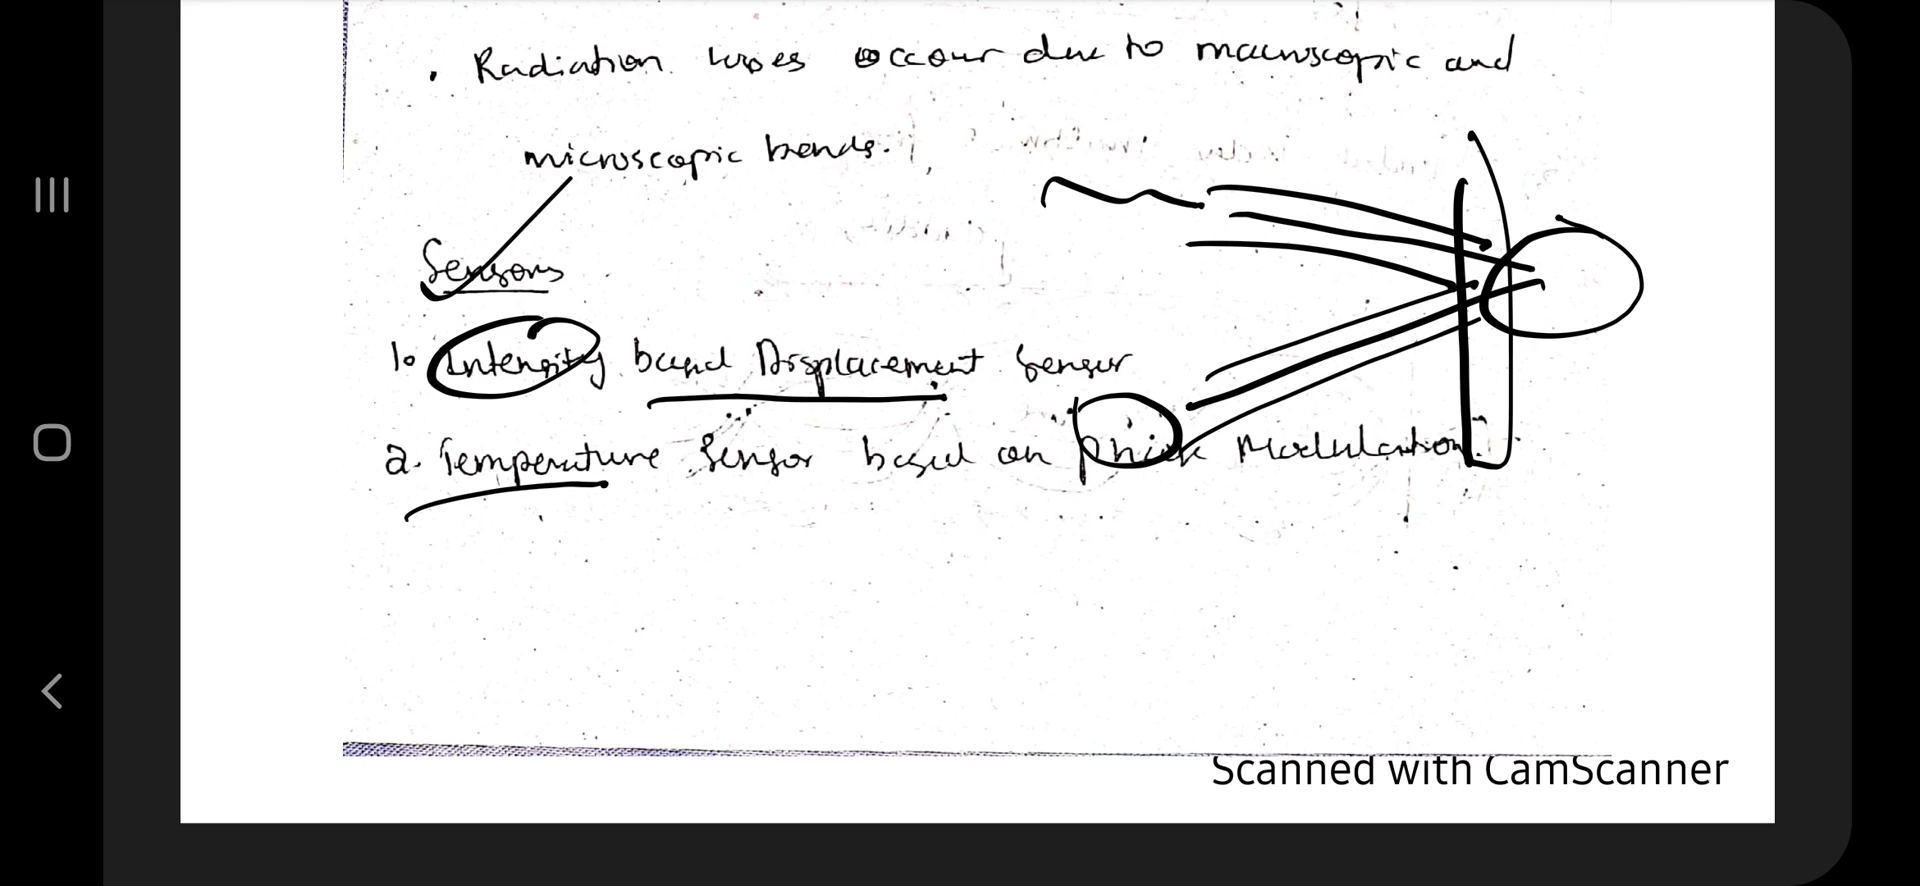 . Radiation losses occour due to macroscopic and
microscopic bends.
Sensors
1. Intensity based Displacement sensor
2. Temperature Sensor based on Phase Modulation.
Scanned with CamScanner